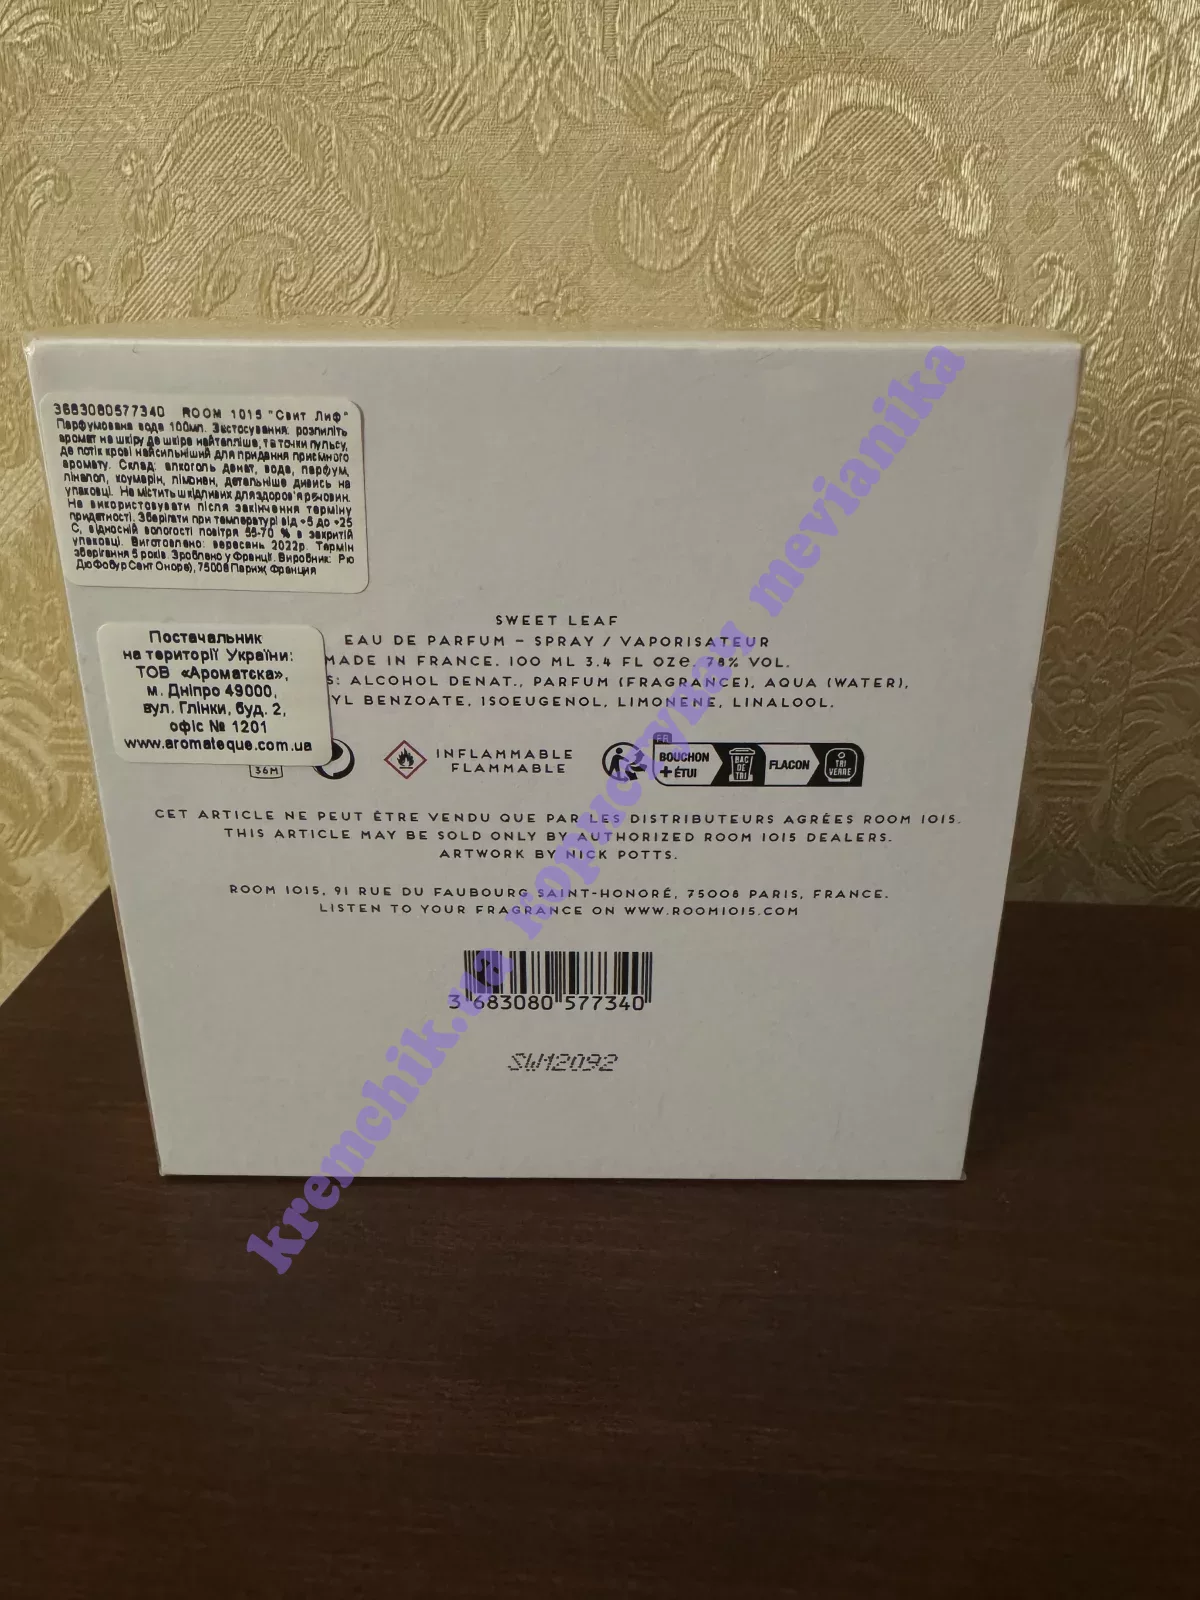 3683080577340 ROOM 1015 "Свит Лиф"
Парфумована вода 100мл. Застосування: розпиліть
аромат на шкіру де шкіра найтепліше, та точки пульсу,
де потік крові найсильніший для придання приємного
аромату. Склад: алкоголь денат, вода, парфум,
ліналол, коумарін, лімонен, детальніше дивись на
упаковці. Не містить шкідливих для здоров'я речовин.
Не використовувати після закінчення терміну
придатності. Зберігати при температурі від +5 до +25
С, відносній вологості повітря 55-70 % в закритій
упаковці. Виготовлено: вересень 2022р. Термін
зберігання 5 років. Зроблено у Франції. Виробник: Рю
Дю Фобур Сент Оноре), 75008 Париж, Франция
Постачальник
на території України:
ТОВ «Ароматека»,
м. Дніпро 49000,
вул. Глінки, буд. 2,
офіс № 1201
www.aromateque.com.ua
SWEET LEAF
EAU DE PARFUM – SPRAY / VAPORISATEUR
MADE IN FRANCE. 100 ML 3.4 FL OZ e 78% VOL.
S: ALCOHOL DENAT., PARFUM (FRAGRANCE), AQUA (WATER),
YL BENZOATE, ISOEUGENOL, LIMONENE, LINALOOL.
36M
INFLAMMABLE
FLAMMABLE
FR
BOUCHON
+ ÉTUI
BAC
DE
TRI
FLACON
TRI
VERRE
CET ARTICLE NE PEUT ÊTRE VENDU QUE PAR LES DISTRIBUTEURS AGRÉES ROOM 1015.
THIS ARTICLE MAY BE SOLD ONLY BY AUTHORIZED ROOM 1015 DEALERS.
ARTWORK BY NICK POTTS.
ROOM 1015, 91 RUE DU FAUBOURG SAINT-HONORÉ, 75008 PARIS, FRANCE.
LISTEN TO YOUR FRAGRANCE ON WWW.ROOM1015.COM
3 683080 577340
SW12092
kremchik.ua користувач mevianika